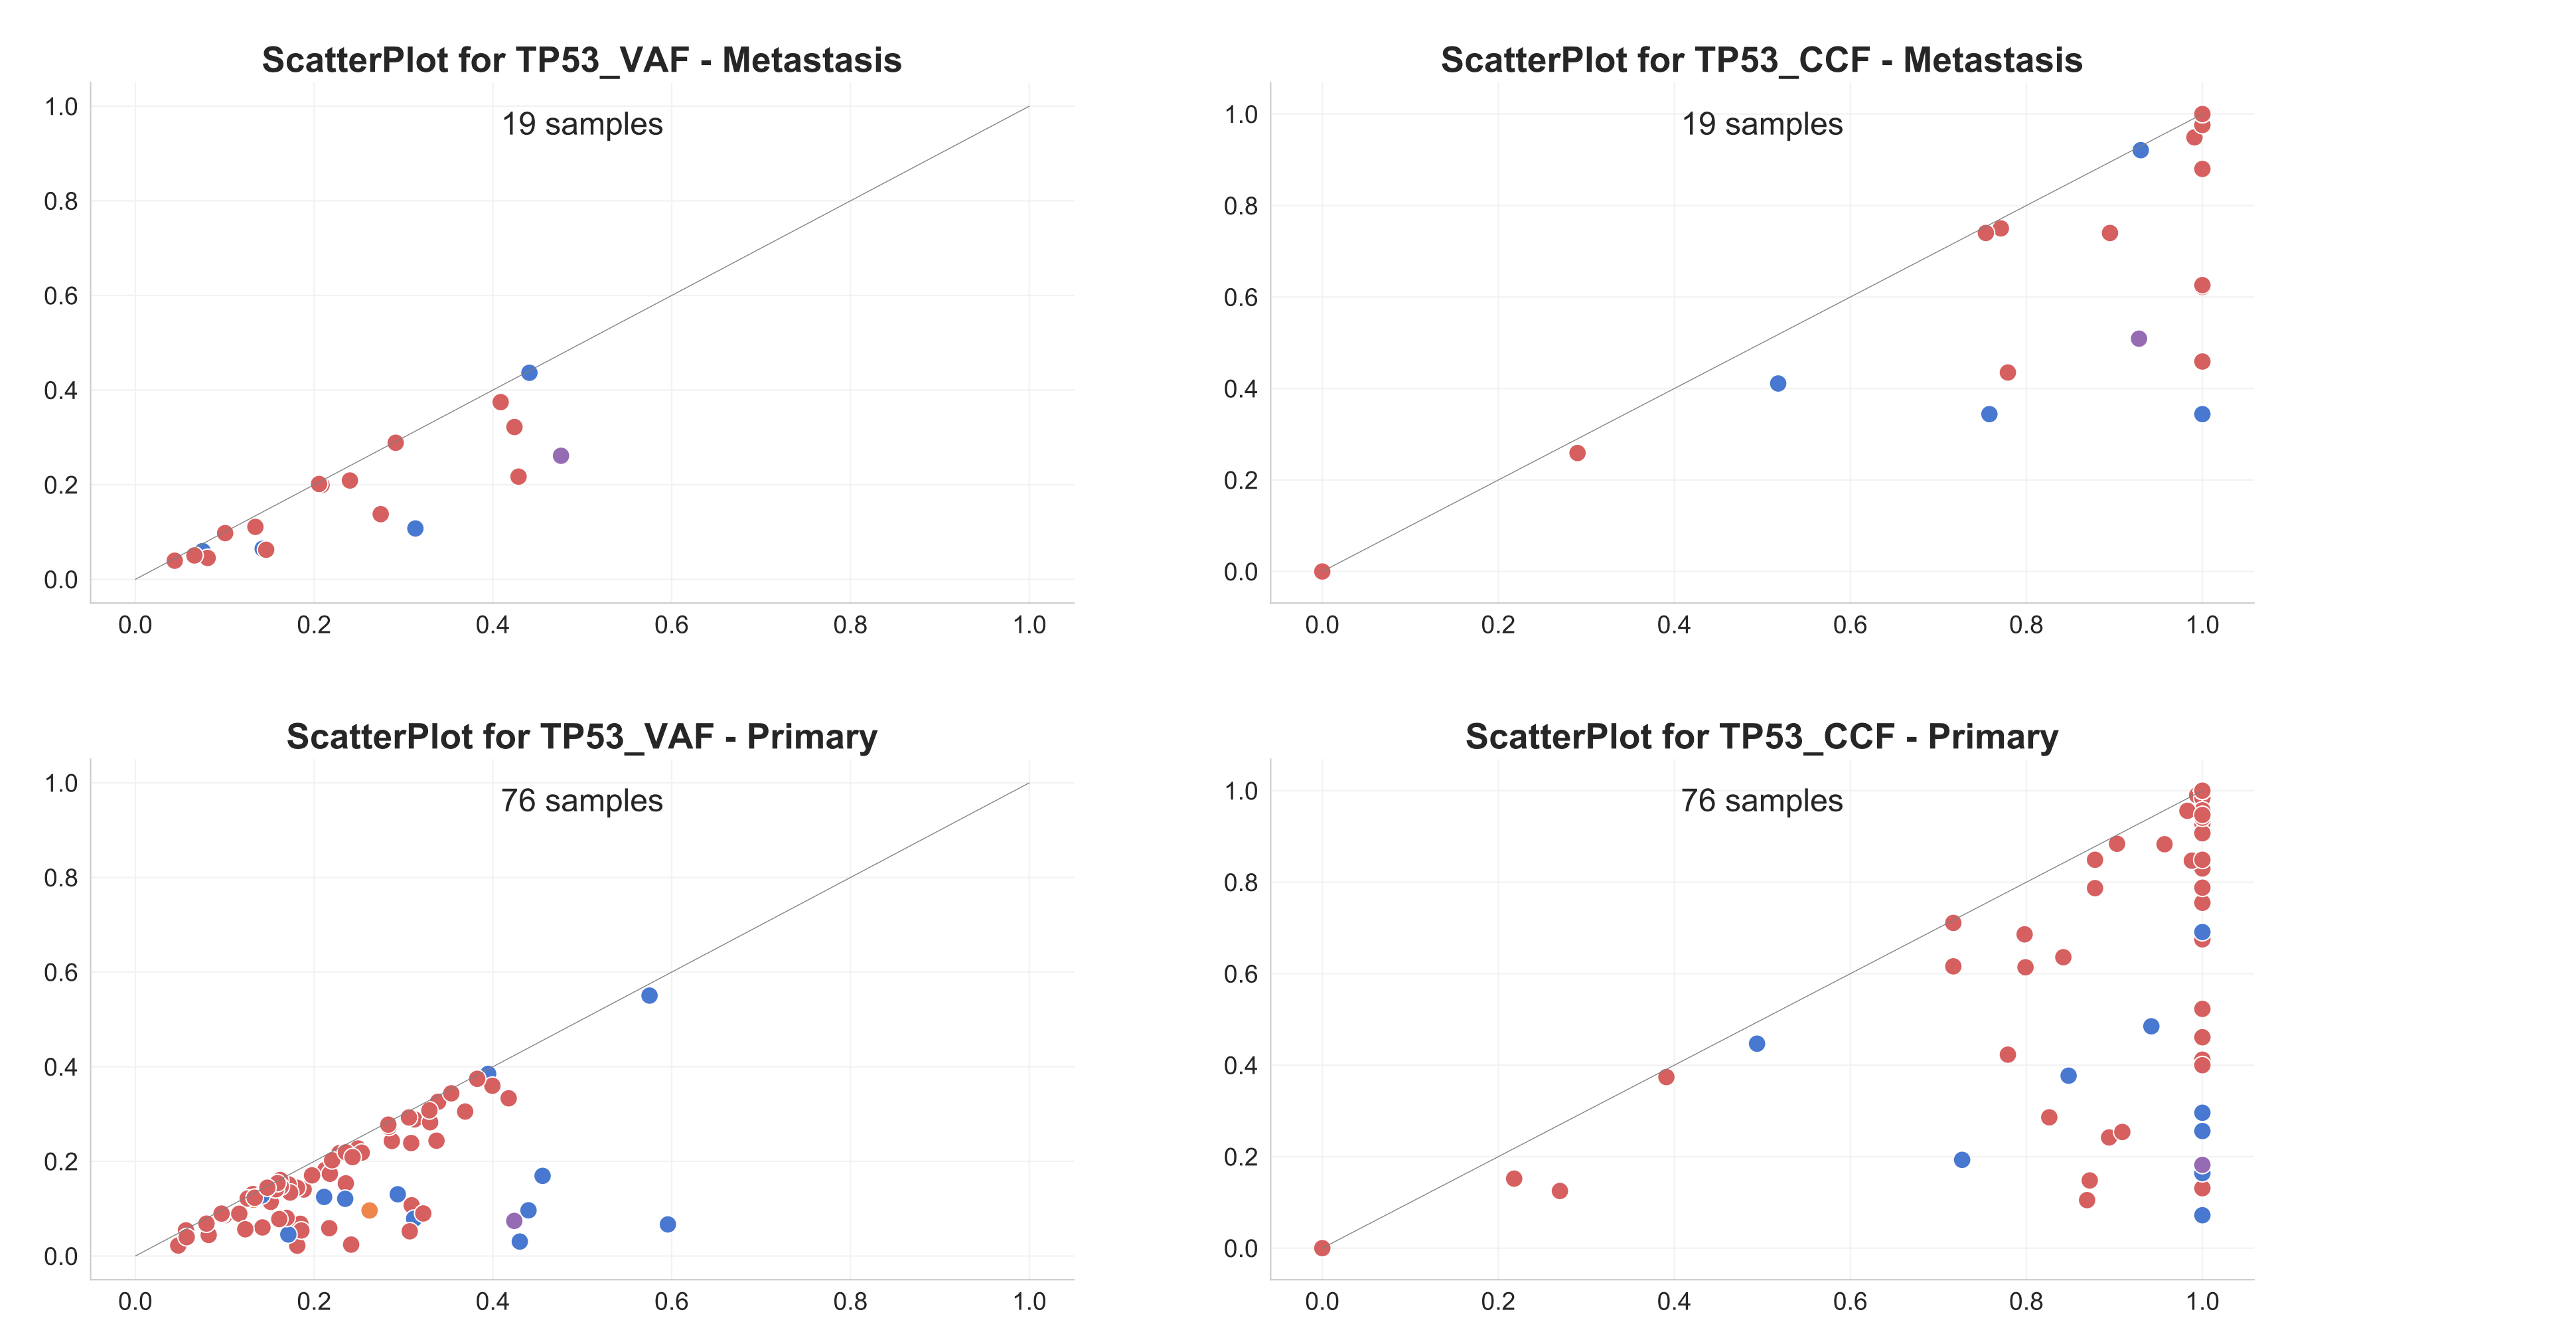 ScatterPlot for TP53_VAF - Metastasis
19 samples
1.0
0.8
0.6
0.4
0.2
0.0
0.0 0.2 0.4 0.6 0.8 1.0
ScatterPlot for TP53_CCF - Metastasis
19 samples
1.0
0.8
0.6
0.4
0.2
0.0
0.0 0.2 0.4 0.6 0.8 1.0
ScatterPlot for TP53_VAF - Primary
76 samples
1.0
0.8
0.6
0.4
0.2
0.0
0.0 0.2 0.4 0.6 0.8 1.0
ScatterPlot for TP53_CCF - Primary
76 samples
1.0
0.8
0.6
0.4
0.2
0.0
0.0 0.2 0.4 0.6 0.8 1.0